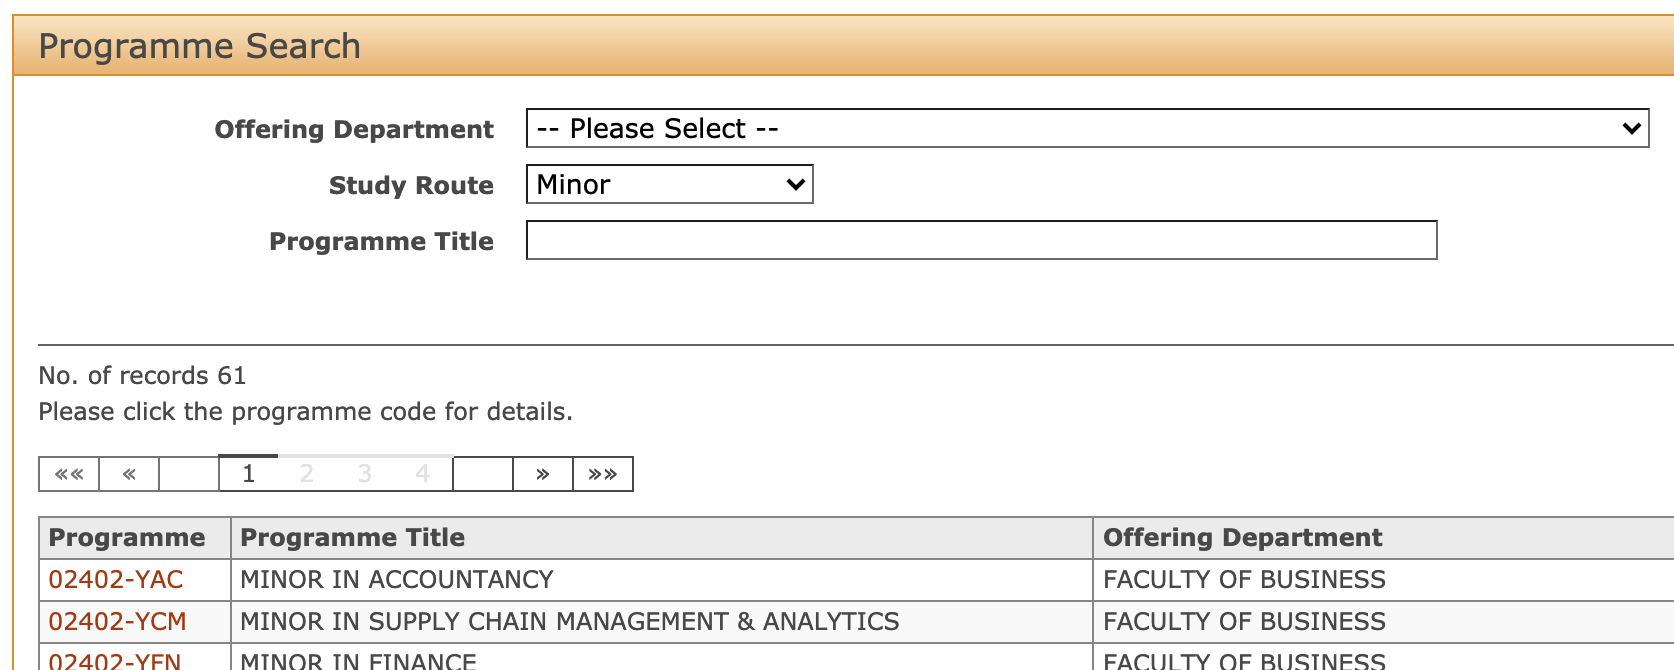 Programme Search
Offering Department -- Please Select --
Study Route Minor
Programme Title
No. of records 61
Please click the programme code for details.
«« « 1 2 3 4 » »»
Programme Programme Title Offering Department
02402-YAC MINOR IN ACCOUNTANCY FACULTY OF BUSINESS
02402-YCM MINOR IN SUPPLY CHAIN MANAGEMENT & ANALYTICS FACULTY OF BUSINESS
02402-YFN MINOR IN FINANCE FACULTY OF BUSINESS